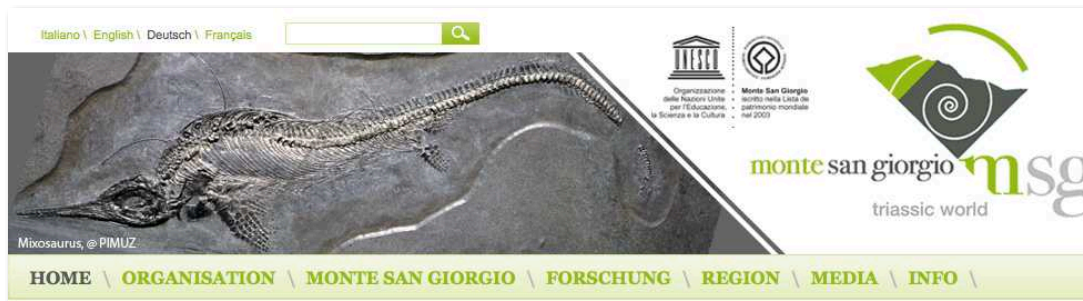 Italiano \ English \ Deutsch \ Français
UNESCO
Organizzazione
delle Nazioni Unite
per l'Educazione,
la Scienza e la Cultura
Monte San Giorgio
iscritto nella Lista del
patrimonio mondiale
nel 2003
monte san giorgio msg
triassic world
Mixosaurus, @ PIMUZ
HOME \ ORGANISATION \ MONTE SAN GIORGIO \ FORSCHUNG \ REGION \ MEDIA \ INFO \